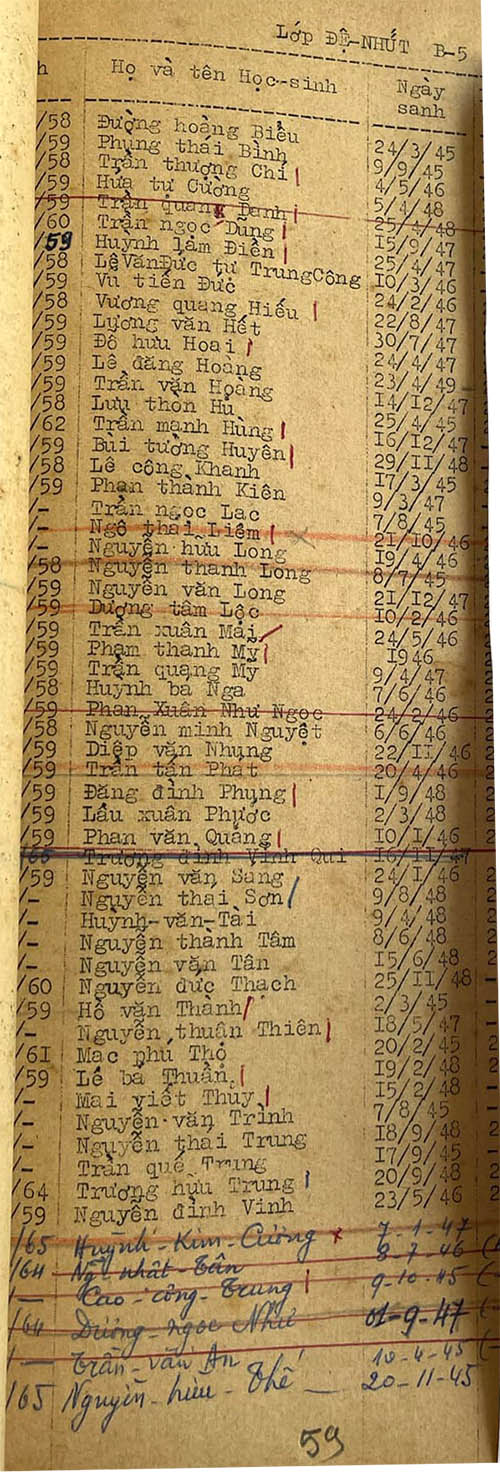 Lớp ĐỆ-NHỨT B-5
h Họ và tên Học-sinh Ngày sanh
/58 Đường hoàng Biểu 24/3/45
/59 Phùng thái Bình 9/9/45
/58 Trần thượng Chí 4/5/46
/59 Hứa tư Cường 5/4/48
/59 Trần quang Danh 25/4/48
/60 Trần ngọc Dũng 15/9/47
/59 Huỳnh lâm Điền 25/4/47
/58 Lê Văn Đức tự Trung Công 10/3/46
/59 Vũ tiến Đức 24/2/46
/58 Vương quang Hiếu 22/8/47
/59 Lương văn Hết 30/7/47
/59 Đỗ hưu Hoai 24/4/47
/59 Lê đăng Hoàng 23/4/49
/59 Trần văn Hoàng 14/12/47
/58 Lưu thồn Hủ 25/4/45
/62 Trần mạnh Hùng 16/12/47
/59 Bùi tường Huyên 29/11/48
/58 Lê công Khanh 17/3/45
/59 Phan thành Kiên 9/3/47
/-- Trần ngọc Lạc 7/8/45
/-- Ngô thái Liêm 21/10/46
/-- Nguyễn hữu Long 19/4/46
/58 Nguyễn thanh Long 8/7/45
/59 Nguyễn văn Long 21/12/47
/59 Dương tâm Lộc 10/2/46
/59 Trần xuân Mai 24/5/46
/59 Phạm thanh Mỹ 1946
/59 Trần quang Mỹ 9/4/47
/58 Huỳnh ba Nga 7/6/46
/59 Phan Xuân Như Ngọc 24/2/46
/58 Nguyễn minh Nguyệt 6/6/46
/59 Diệp văn Nhung 22/11/46
/59 Trần tấn Phát 20/4/46
/59 Đặng đình Phụng 1/9/48
/59 Lâu xuân Phước 2/3/48
/59 Phan văn Quảng 10/1/46
/65 Trương đình Vĩnh Qui 16/11/47
/59 Nguyễn văn Sang 24/1/46
/-- Nguyễn thai Sơn 9/8/48
/-- Huỳnh-văn-Tài 9/4/48
/-- Nguyễn thành Tâm 8/6/48
/-- Nguyễn văn Tân 15/6/48
/60 Nguyễn đức Thạch 25/11/48
/59 Hồ văn Thành 2/3/45
/-- Nguyễn thuân Thiên 18/5/47
/61 Mac phú Thọ 20/2/45
/59 Lê bá Thuần 19/2/48
/-- Mai viết Thúy 15/2/48
/-- Nguyễn văn Trình 7/8/45
/-- Nguyễn thai Trung 18/9/48
/-- Trần quế Trung 17/9/45
/64 Trương hữu Trung 20/9/48
/59 Nguyễn đình Vinh 23/5/46
/65 Huỳnh-Kim-Cương x 7-1-47
/64 Ngô nhất-Tân 8-7-46
/-- Cao-công-Trung 9-10-45
/64 Dương-ngọc Như 01-9-47
/-- Trần-văn An 10-4-45
/65 Nguyễn-hữu-Thế 20-11-45
59